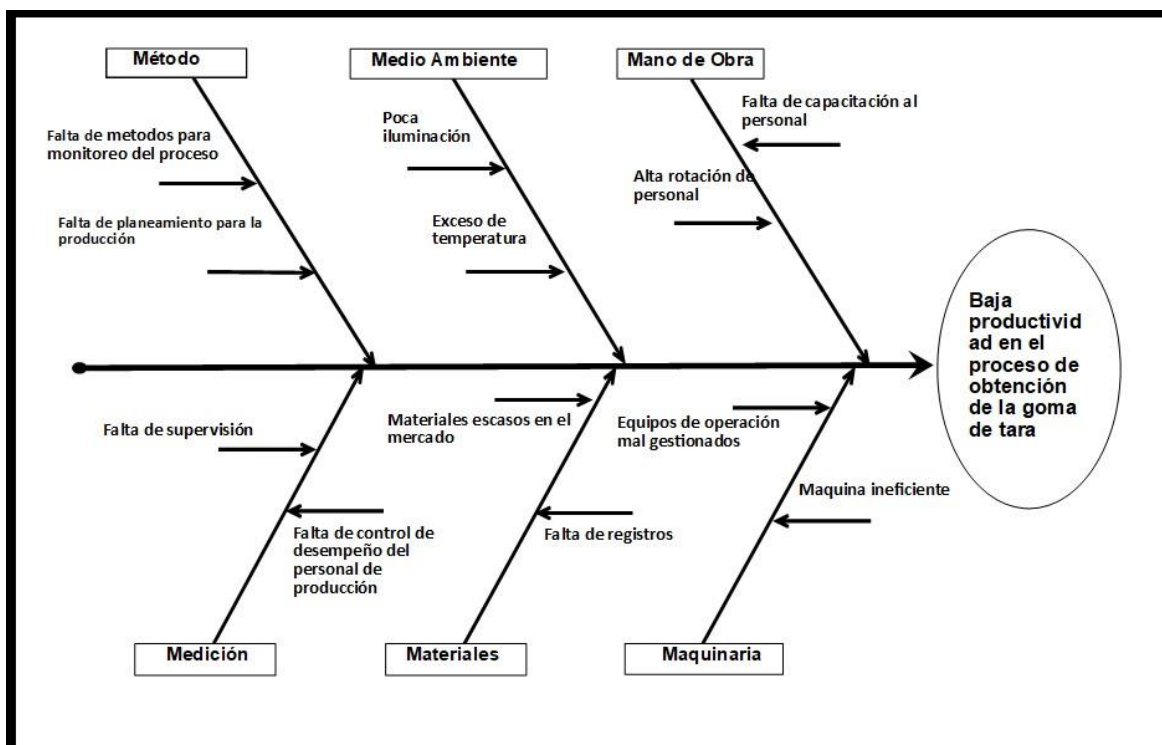 Método
Medio Ambiente
Mano de Obra
Falta de metodos para
monitoreo del proceso
Falta de planeamiento para la
producción
Poca
iluminación
Exceso de
temperatura
Falta de capacitación al
personal
Alta rotación de
personal
Baja
productivid
ad en el
proceso de
obtención
de la goma
de tara
Falta de supervisión
Falta de control de
desempeño del
personal de
producción
Materiales escasos en el
mercado
Falta de registros
Equipos de operación
mal gestionados
Maquina ineficiente
Medición
Materiales
Maquinaria